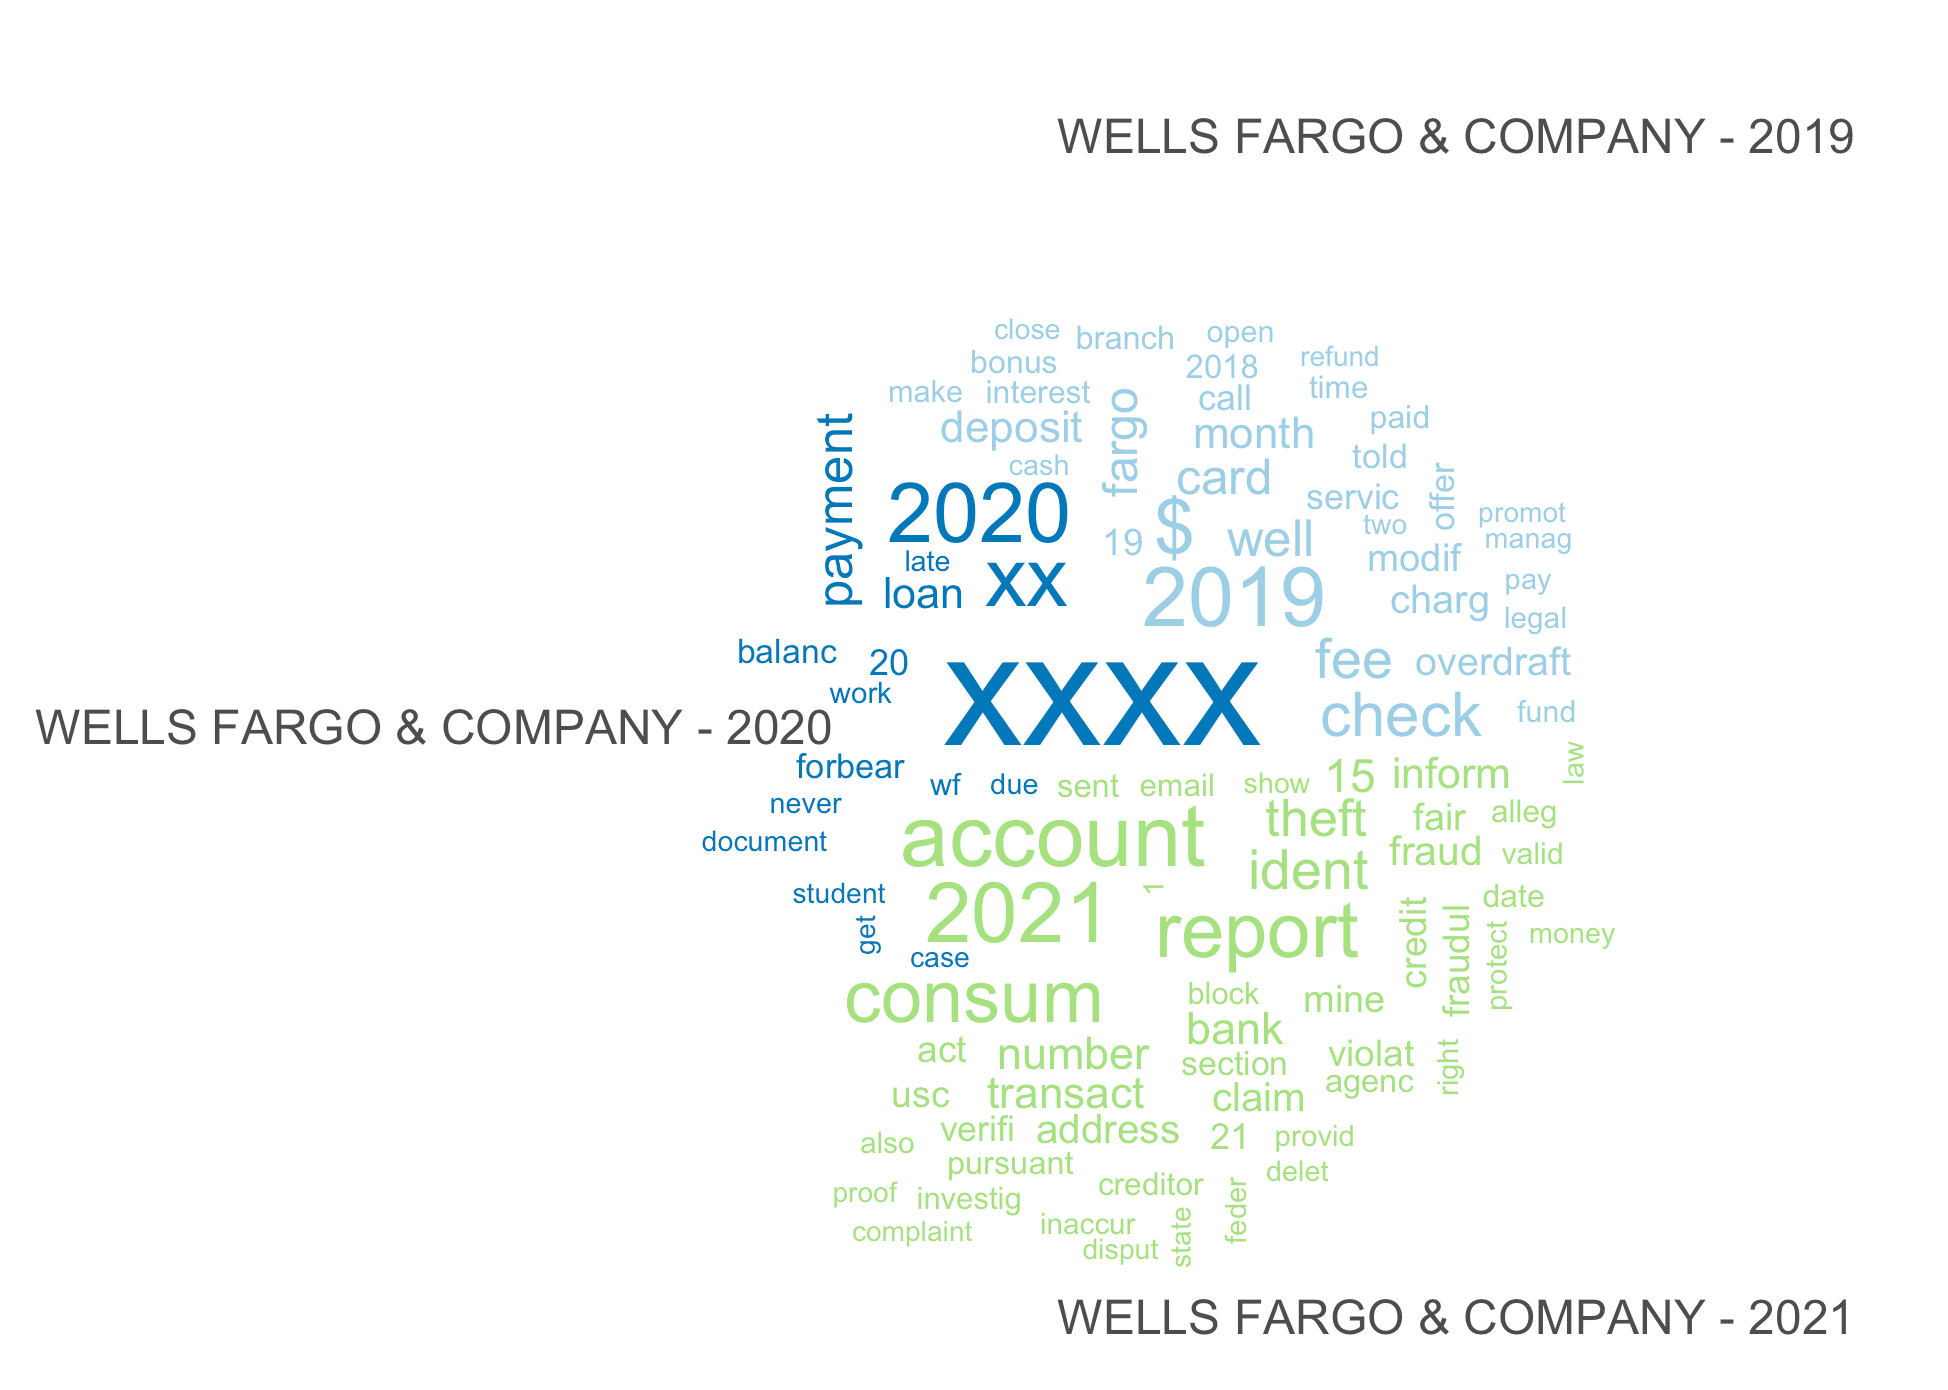 WELLS FARGO & COMPANY - 2019
close branch open
bonus 2018 refund
make interest call time
payment deposit fargo month paid
cash card told
2020 $ servic offer
19 well two promot
late modif manag
loan xx 2019 charg pay
legal
balanc 20 fee overdraft
work xxxx check fund
WELLS FARGO & COMPANY - 2020
forbear wf due sent email show 15 inform law
never account theft fair alleg
document ident fraud valid
student 2021 1 report credit fraudul date
get case protect money
consum block mine
bank
act number section violat right
usc transact claim agenc
also verifi address 21 provid
pursuant delet
proof investig creditor feder
complaint inaccur state
disput
WELLS FARGO & COMPANY - 2021